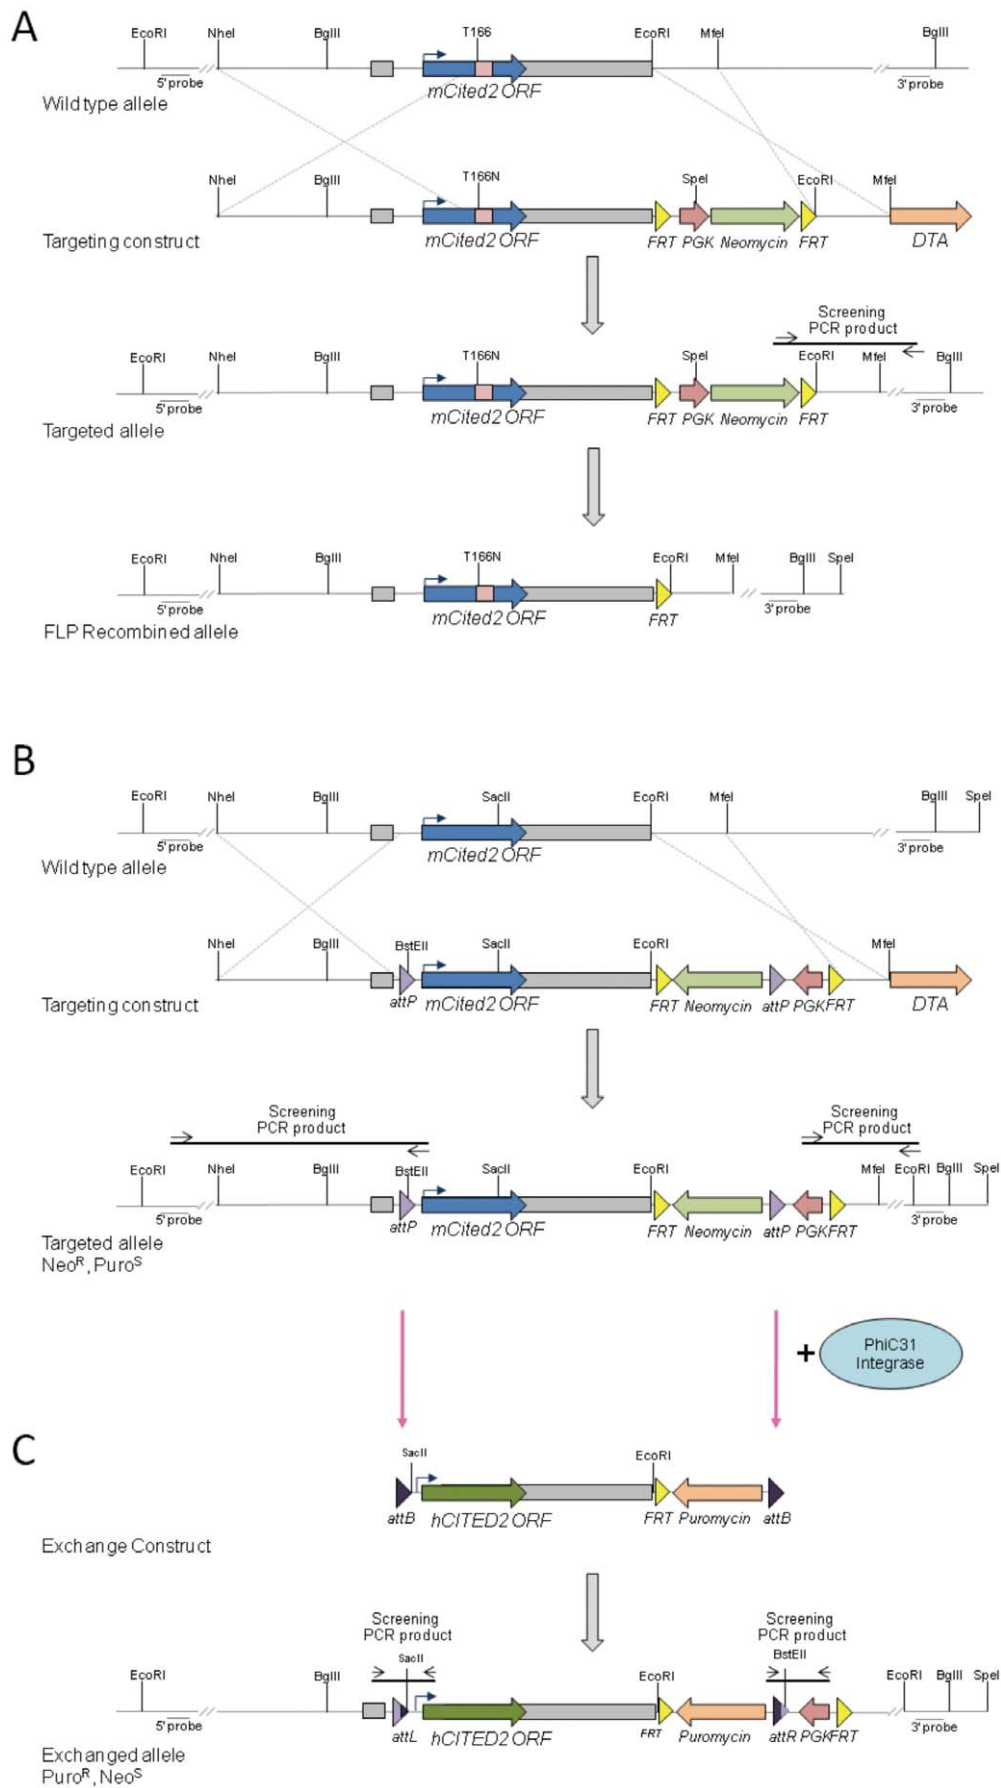 A
EcoRI NheI BglII T166 EcoRI MfeI BglII
5' probe mCited2 ORF 3' probe
Wild type allele
NheI BglII T166N SpeI EcoRI MfeI
Targeting construct mCited2 ORF FRT PGK Neomycin FRT DTA
Screening
PCR product
EcoRI NheI BglII T166N SpeI EcoRI MfeI BglII
5' probe mCited2 ORF FRT PGK Neomycin FRT 3' probe
Targeted allele
EcoRI NheI BglII T166N EcoRI MfeI BglII SpeI
5' probe mCited2 ORF FRT 3' probe
FLP Recombined allele
B
EcoRI NheI BglII SacII EcoRI MfeI BglII SpeI
5' probe mCited2 ORF 3' probe
Wild type allele
NheI BglII BstEII SacII EcoRI MfeI
Targeting construct attP mCited2 ORF FRT Neomycin attP PGK FRT DTA
Screening
PCR product
Screening
PCR product
EcoRI NheI BglII BstEII SacII EcoRI MfeI EcoRI BglII SpeI
5' probe attP mCited2 ORF FRT Neomycin attP PGK FRT 3' probe
Targeted allele
NeoR, PuroS
+ PhiC31
Integrase
C
SacII EcoRI
attB hCITED2 ORF FRT Puromycin attB
Exchange Construct
Screening
PCR product
Screening
PCR product
EcoRI BglII SacII EcoRI BstEII EcoRI BglII SpeI
5' probe attL hCITED2 ORF FRT Puromycin attR PGK FRT 3' probe
Exchanged allele
PuroR, NeoS